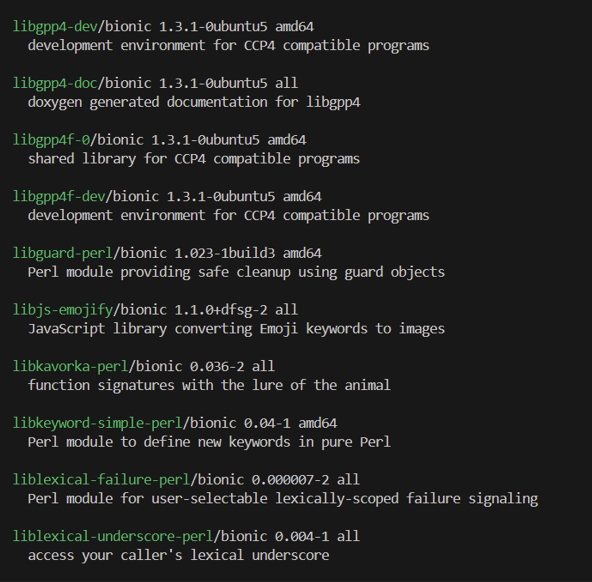 libgpp4-dev/bionic 1.3.1-0ubuntu5 amd64
development environment for CCP4 compatible programs
libgpp4-doc/bionic 1.3.1-0ubuntu5 all
doxygen generated documentation for libgpp4
libgpp4f-0/bionic 1.3.1-0ubuntu5 amd64
shared library for CCP4 compatible programs
libgpp4f-dev/bionic 1.3.1-0ubuntu5 amd64
development environment for CCP4 compatible programs
libguard-perl/bionic 1.023-1build3 amd64
Perl module providing safe cleanup using guard objects
libjs-emojify/bionic 1.1.0+dfsg-2 all
JavaScript library converting Emoji keywords to images
libkavorka-perl/bionic 0.036-2 all
function signatures with the lure of the animal
libkeyword-simple-perl/bionic 0.04-1 amd64
Perl module to define new keywords in pure Perl
liblexical-failure-perl/bionic 0.000007-2 all
Perl module for user-selectable lexically-scoped failure signaling
liblexical-underscore-perl/bionic 0.004-1 all
access your caller's lexical underscore